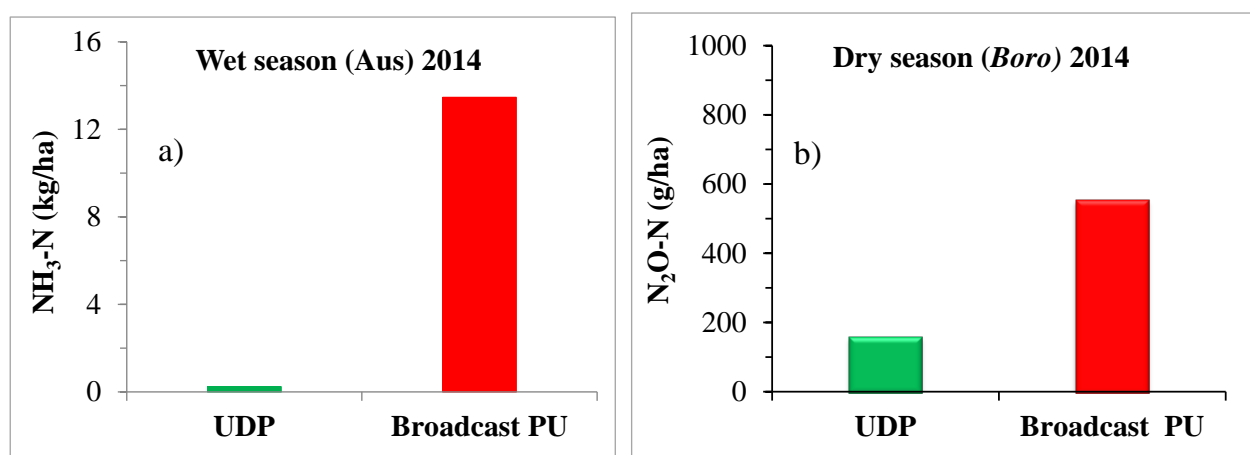 Wet season (Aus) 2014
a)
NH₃-N (kg/ha)
16
12
8
4
0
UDP
Broadcast PU
Dry season (Boro) 2014
b)
N₂O-N (g/ha)
1000
800
600
400
200
0
UDP
Broadcast PU